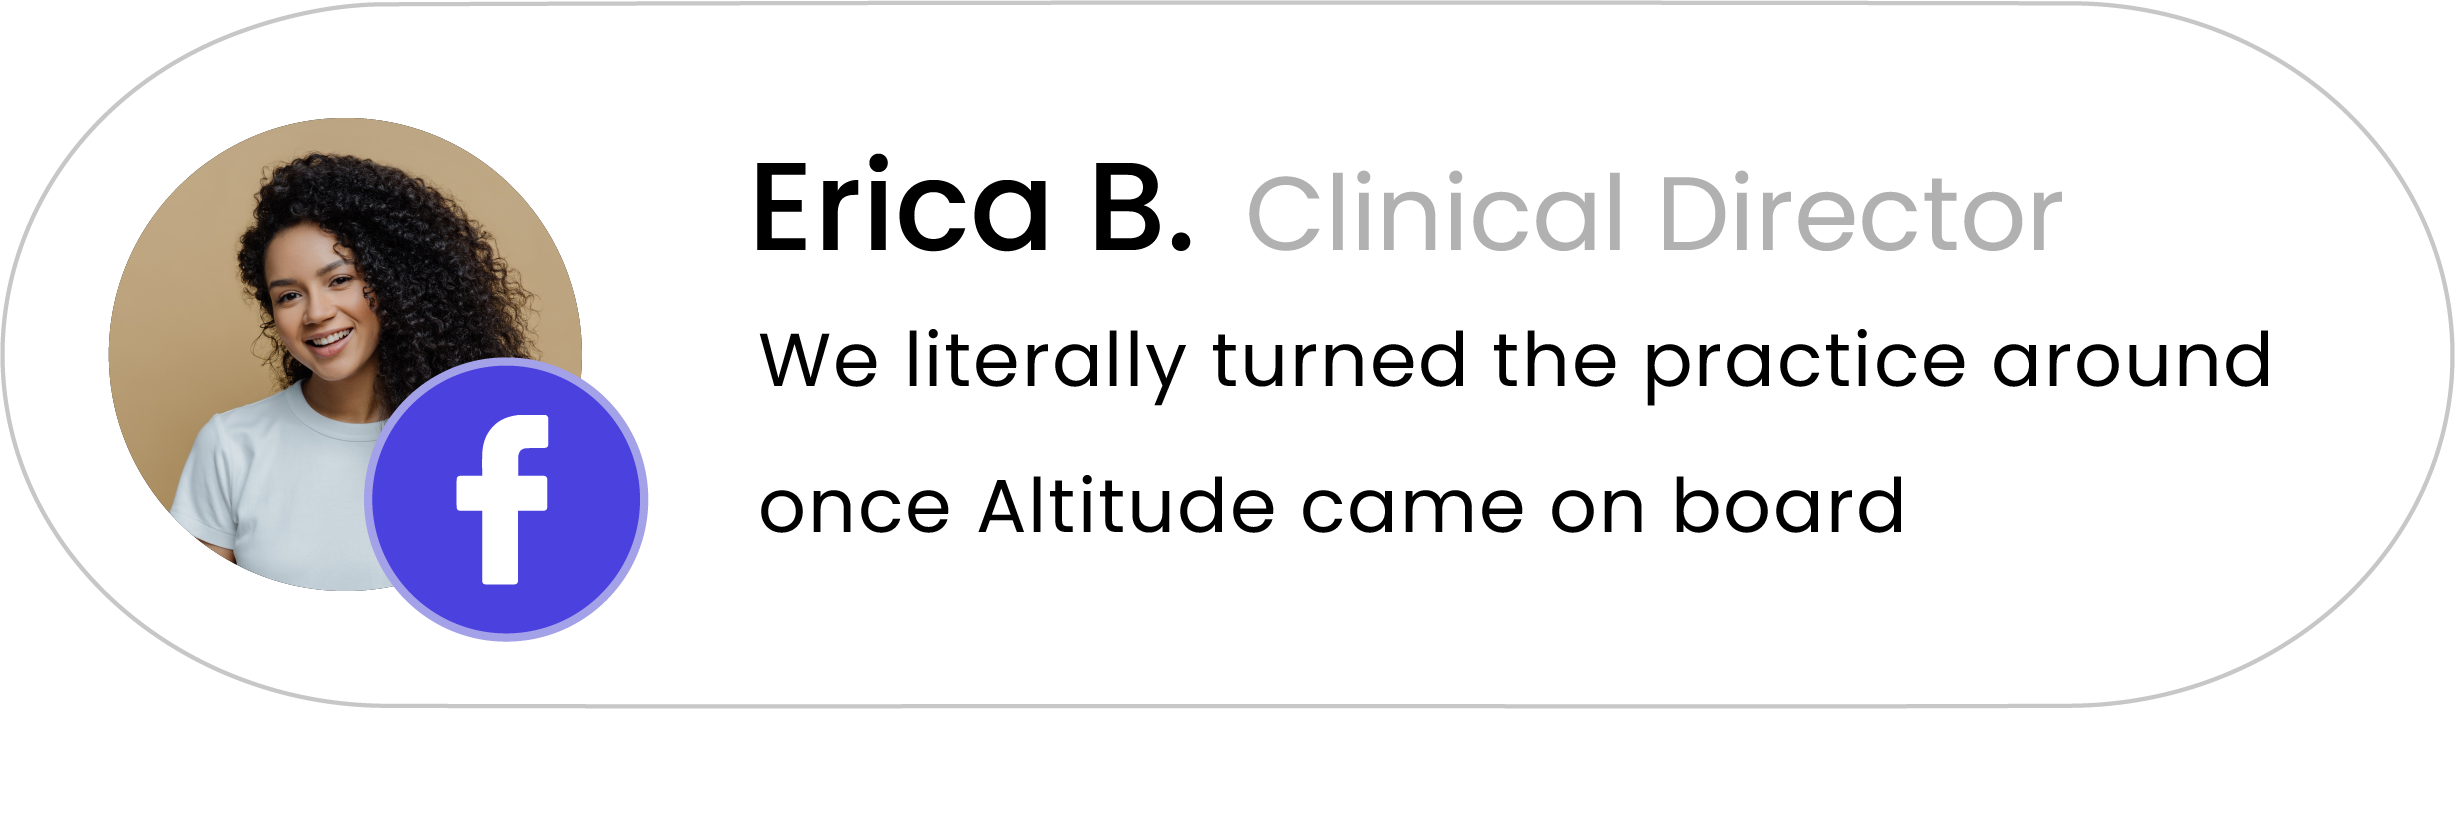 Erica B. Clinical Director
We literally turned the practice around
once Altitude came on board